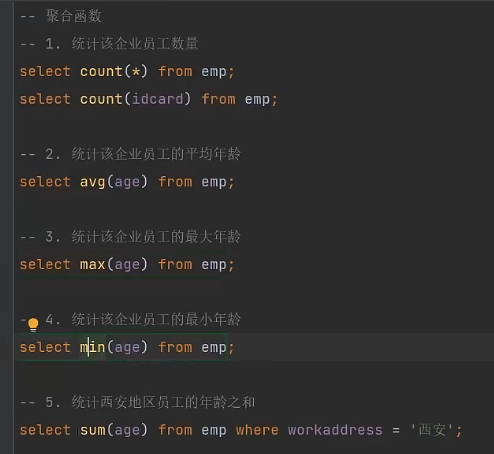 -- 聚合函数
-- 1. 统计该企业员工数量
select count(*) from emp;
select count(idcard) from emp;
-- 2. 统计该企业员工的平均年龄
select avg(age) from emp;
-- 3. 统计该企业员工的最大年龄
select max(age) from emp;
- 4. 统计该企业员工的最小年龄
select min(age) from emp;
-- 5. 统计西安地区员工的年龄之和
select sum(age) from emp where workaddress = '西安';